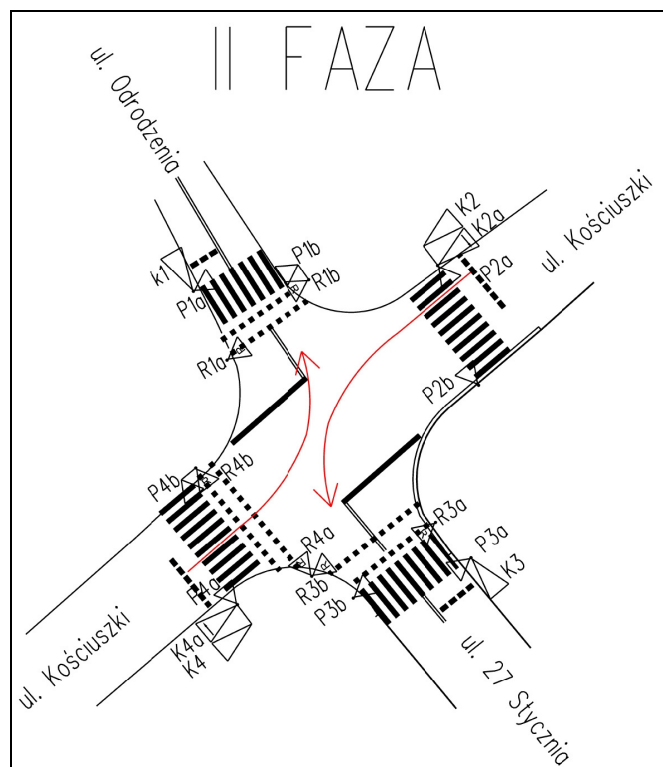 II FAZA
ul. Odrodzenia
ul. Kościuszki
K2
K2a
P2a
k1
P1b
R1b
P1a
R1a
P2b
P4b
R4b
R3a
P3a
K3
R4a
R3b
P3b
P4a
K4a
K4
ul. Kościuszki
ul. 27 Stycznia